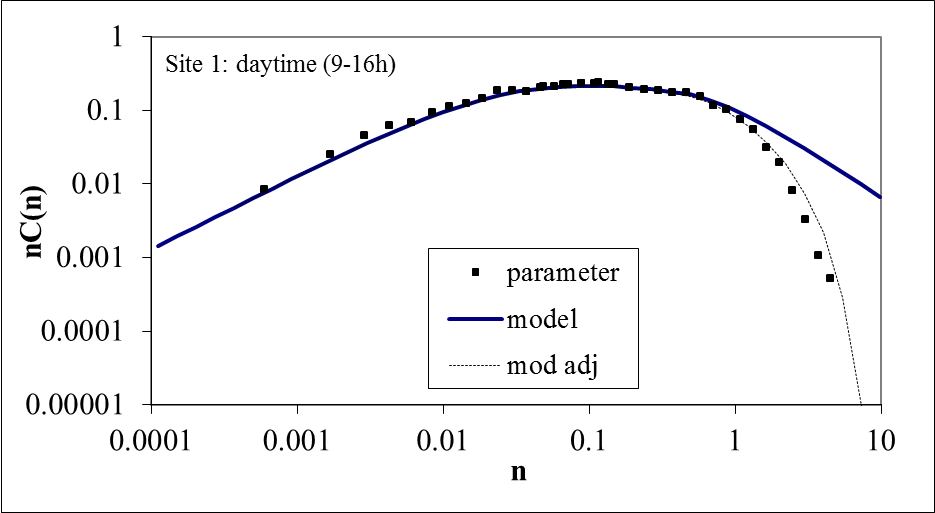 Site 1: daytime (9-16h)
1
0.1
0.01
0.001
0.0001
0.00001
nC(n)
parameter
model
mod adj
0.0001 0.001 0.01 0.1 1 10
n